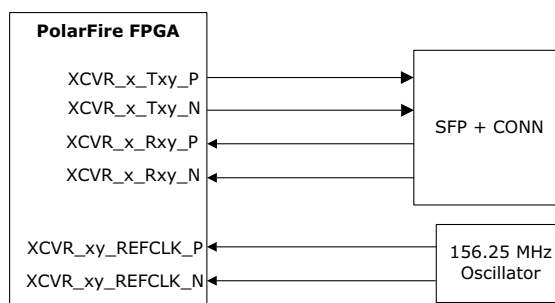 PolarFire FPGA
XCVR_x_Txy_P
XCVR_x_Txy_N
XCVR_x_Rxy_P
XCVR_x_Rxy_N
SFP + CONN
XCVR_xy_REFCLK_P
XCVR_xy_REFCLK_N
156.25 MHz
Oscillator